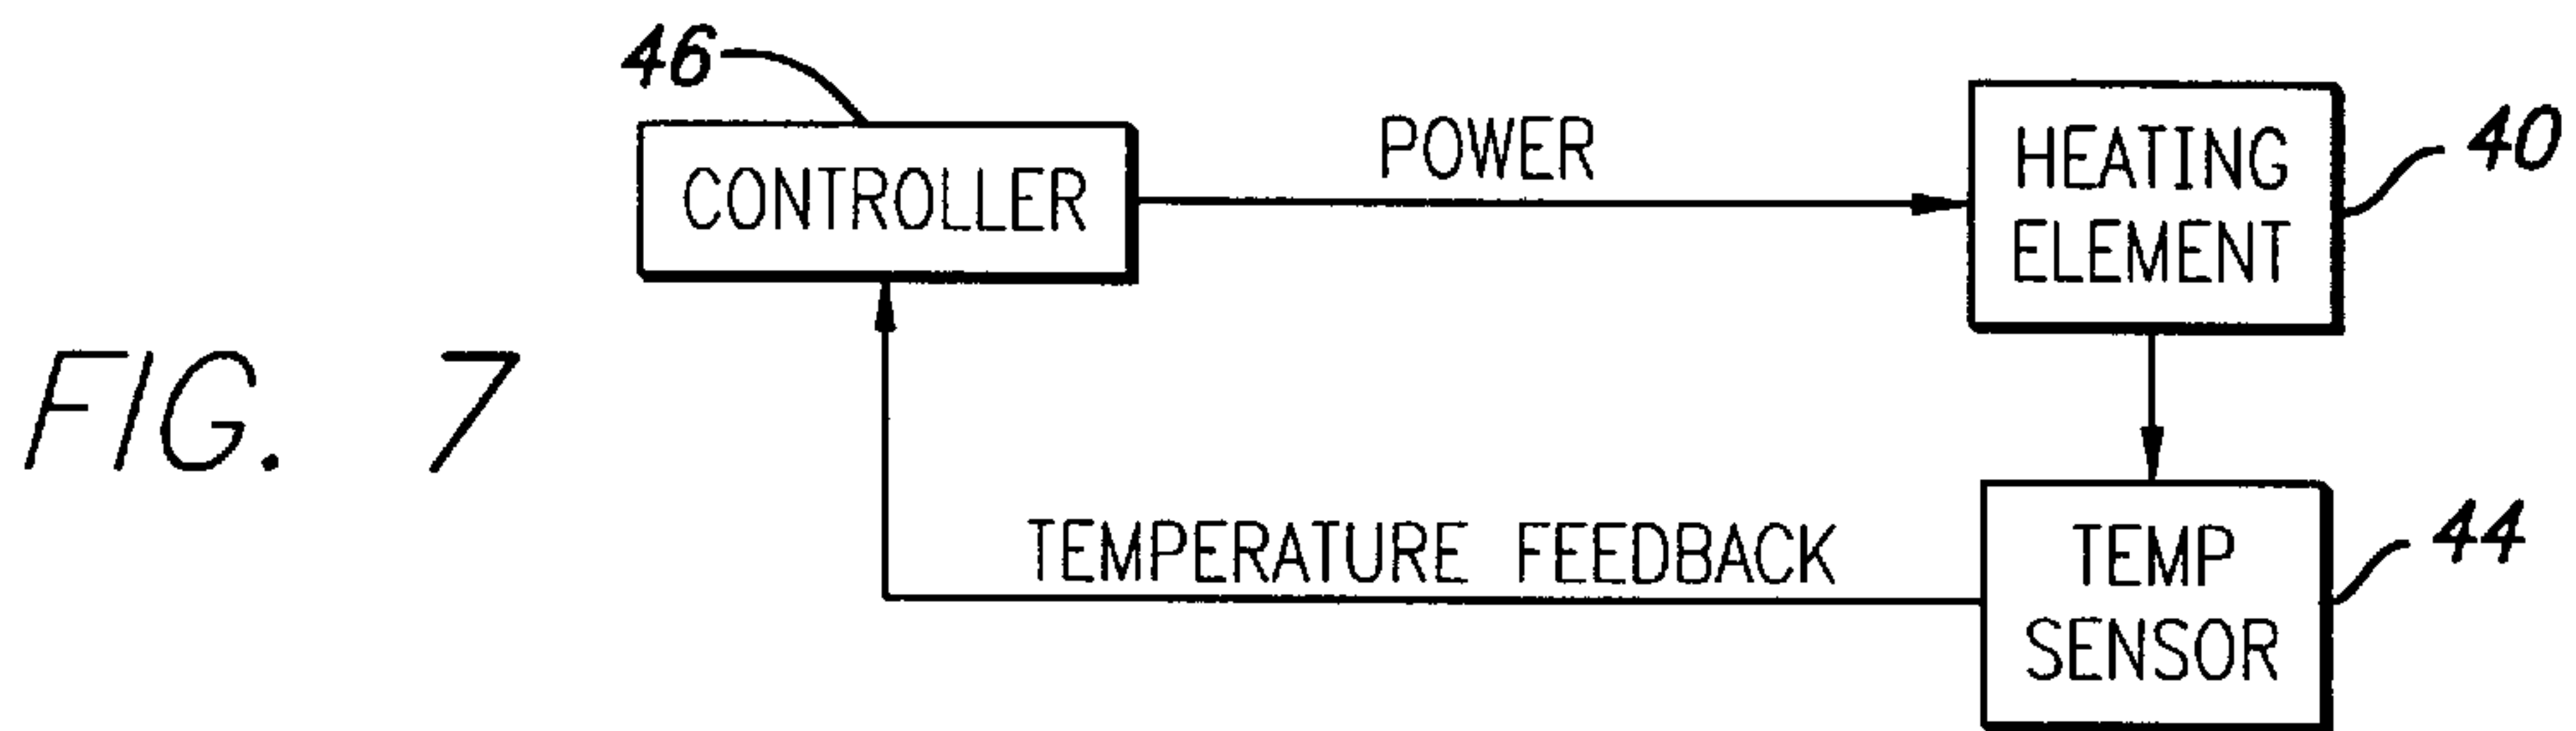 46
CONTROLLER
POWER
HEATING
ELEMENT
40
FIG. 7
TEMPERATURE FEEDBACK
TEMP
SENSOR
44